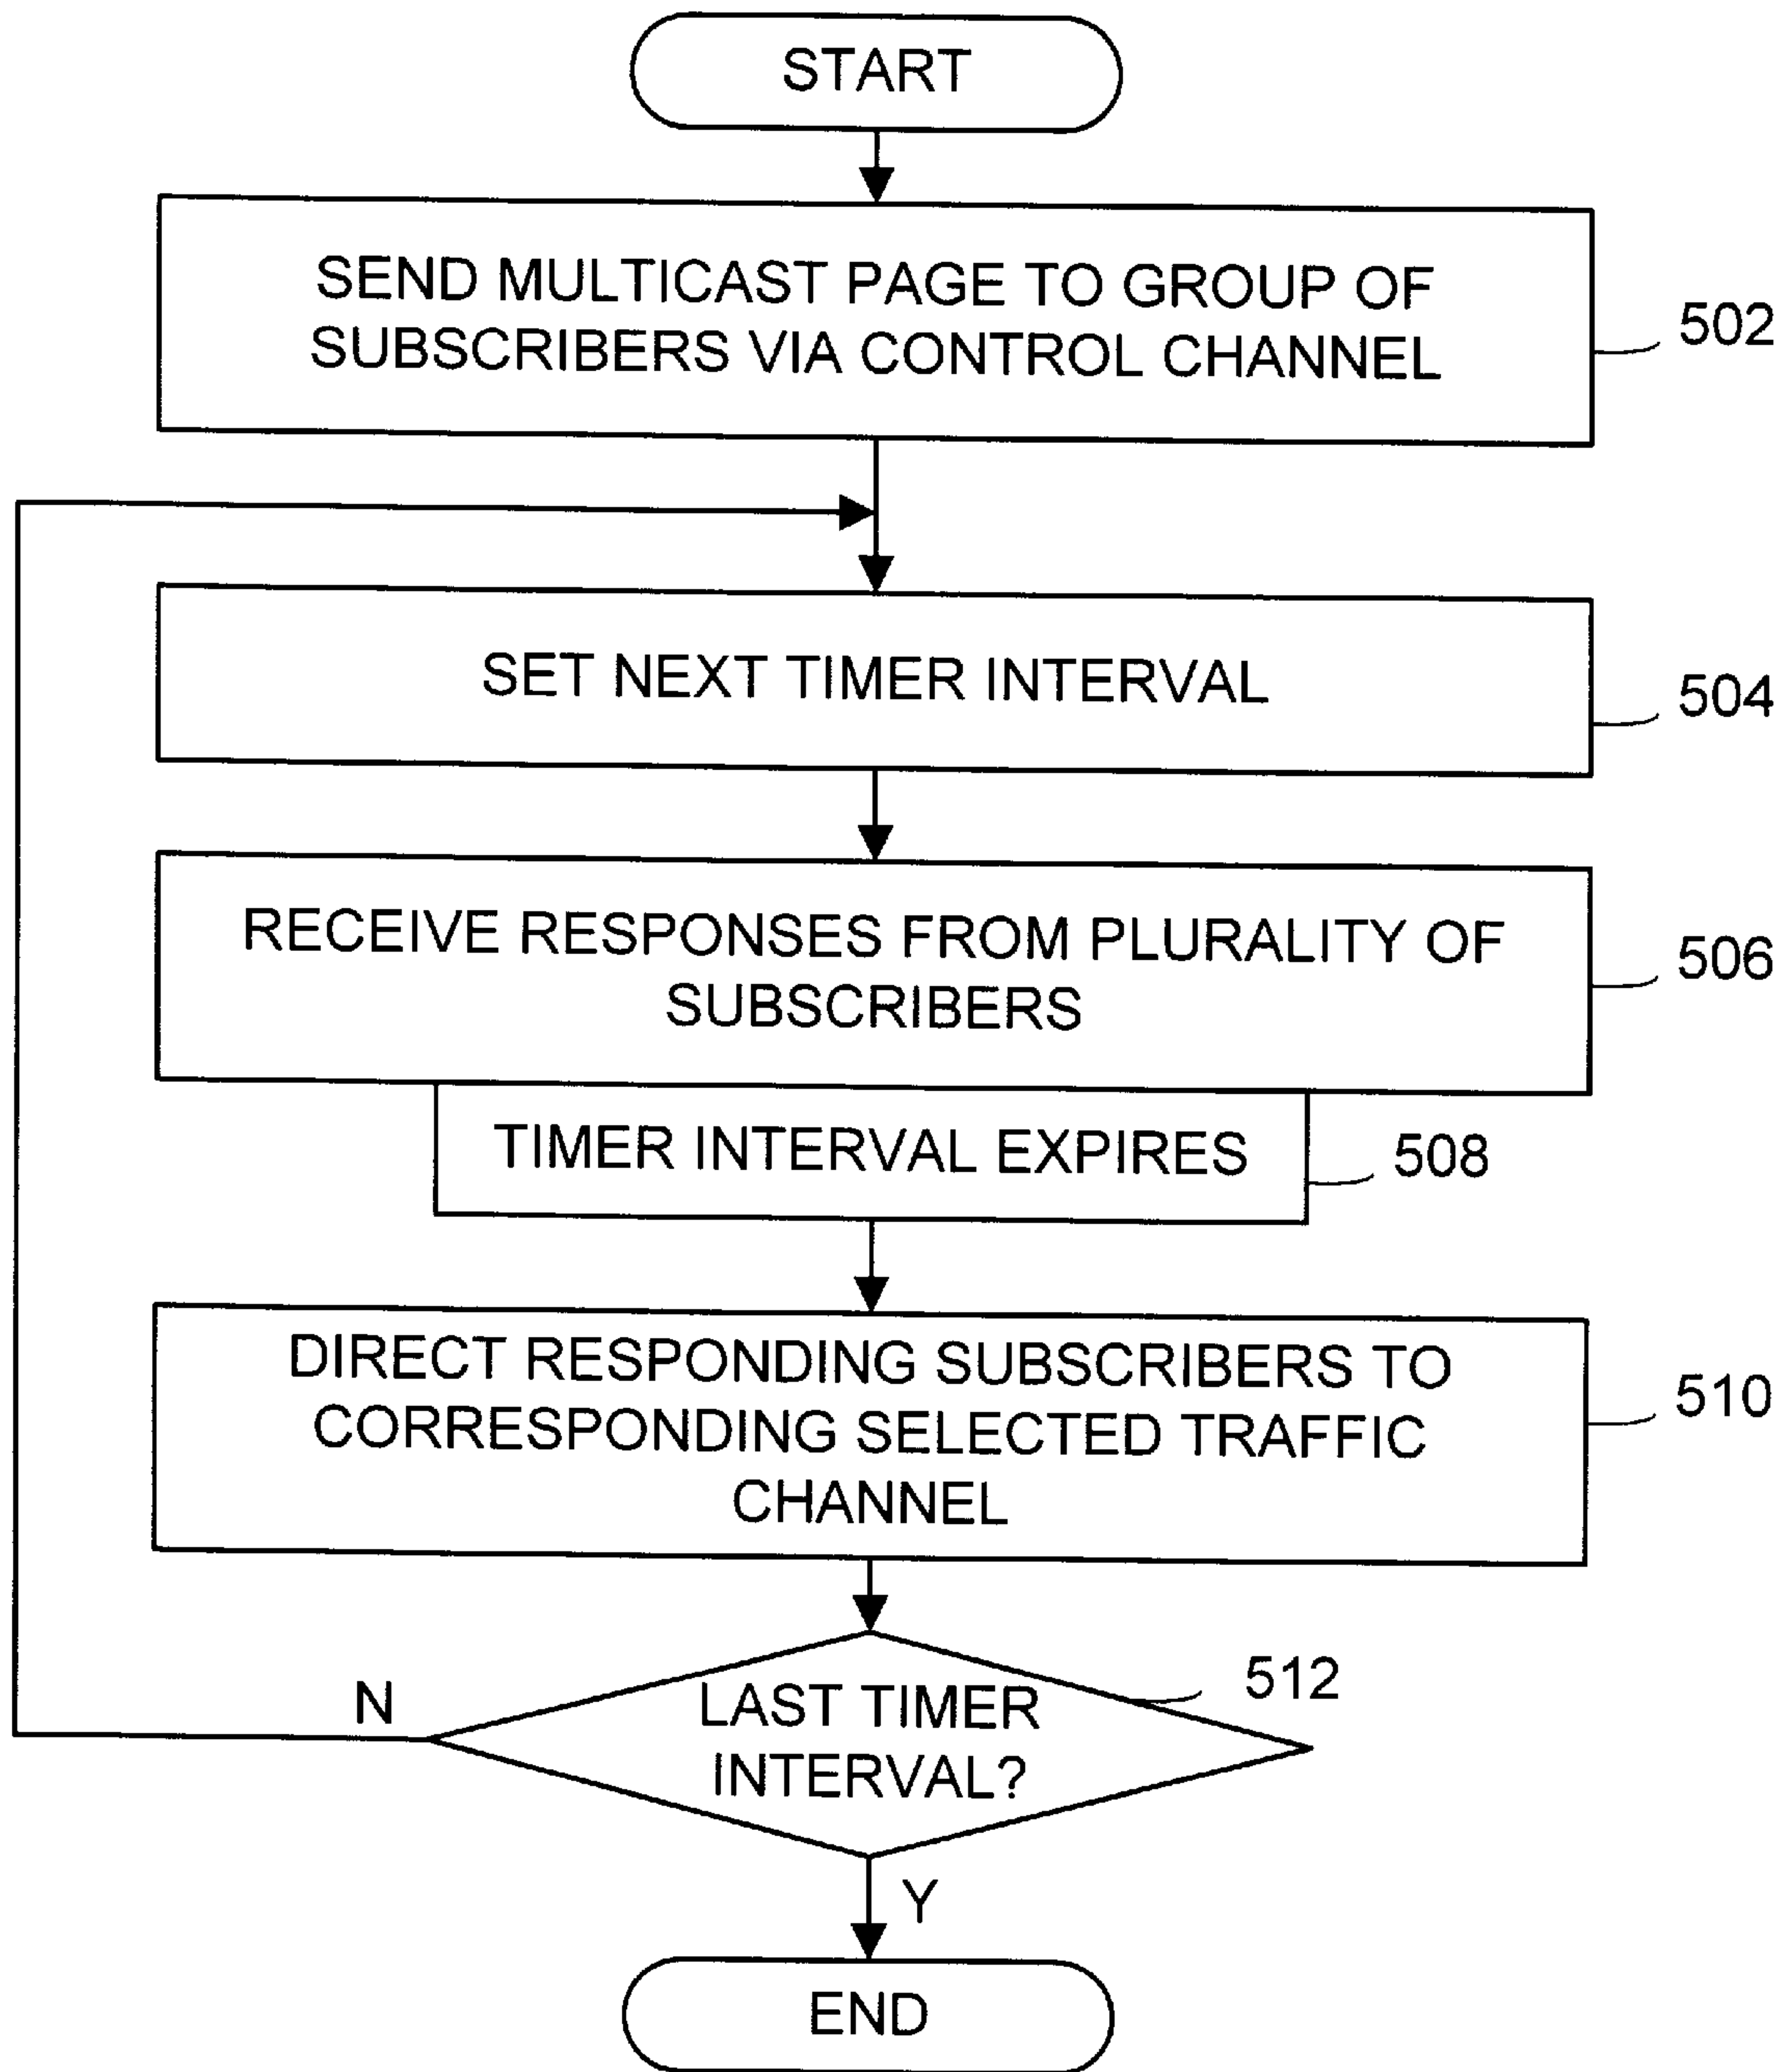 START
SEND MULTICAST PAGE TO GROUP OF
SUBSCRIBERS VIA CONTROL CHANNEL
502
SET NEXT TIMER INTERVAL
504
RECEIVE RESPONSES FROM PLURALITY OF
SUBSCRIBERS
506
TIMER INTERVAL EXPIRES
508
DIRECT RESPONDING SUBSCRIBERS TO
CORRESPONDING SELECTED TRAFFIC
CHANNEL
510
N
LAST TIMER
INTERVAL?
512
Y
END